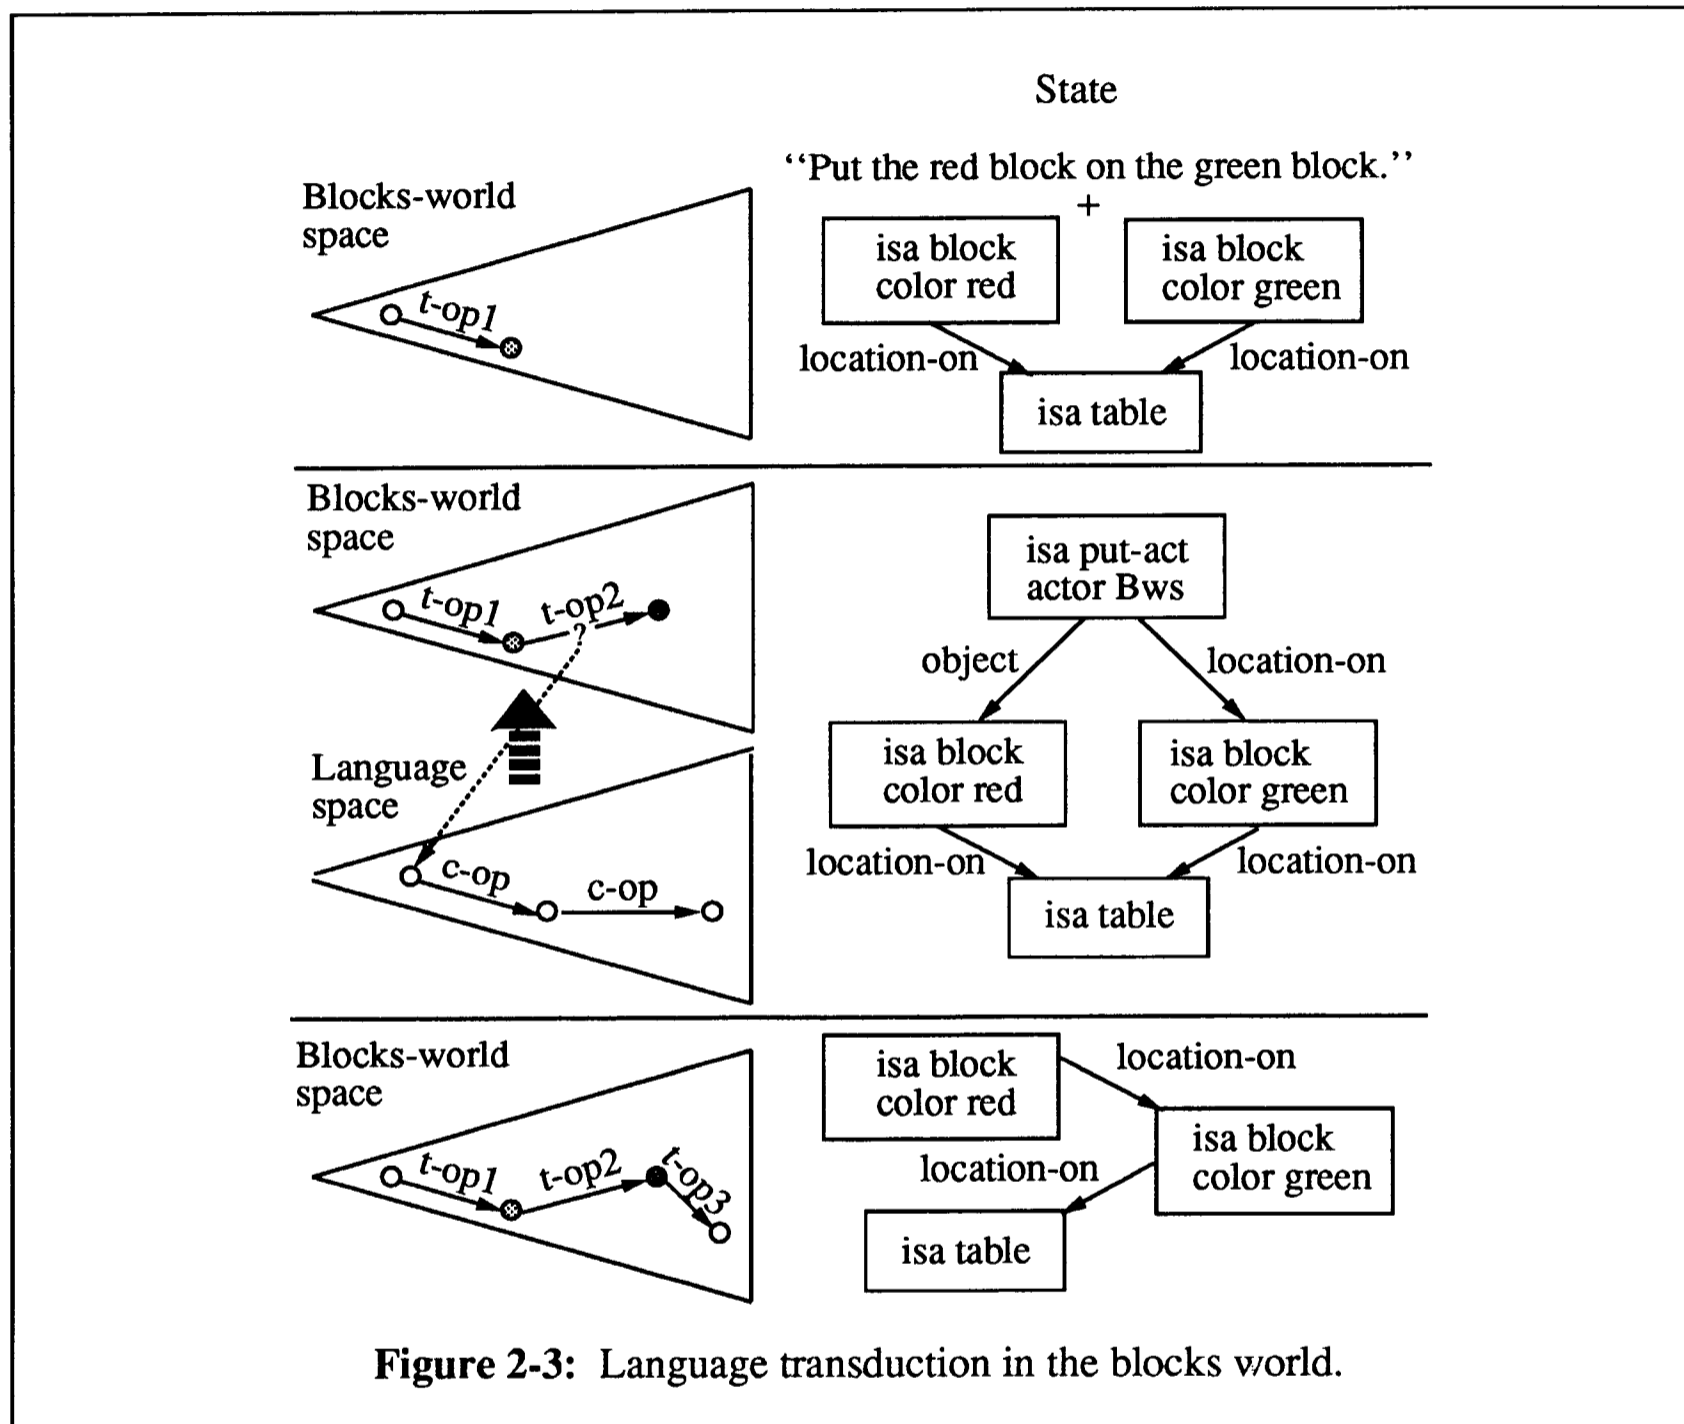 State
“Put the red block on the green block.”
+
Blocks-world
space
t-op1
isa block
color red
isa block
color green
location-on
location-on
isa table
Blocks-world
space
t-op1
t-op2
?
Language
space
c-op
c-op
isa put-act
actor Bws
object
location-on
isa block
color red
isa block
color green
location-on
location-on
isa table
Blocks-world
space
t-op1
t-op2
t-op3
isa block
color red
location-on
isa block
color green
location-on
isa table
Figure 2-3: Language transduction in the blocks world.